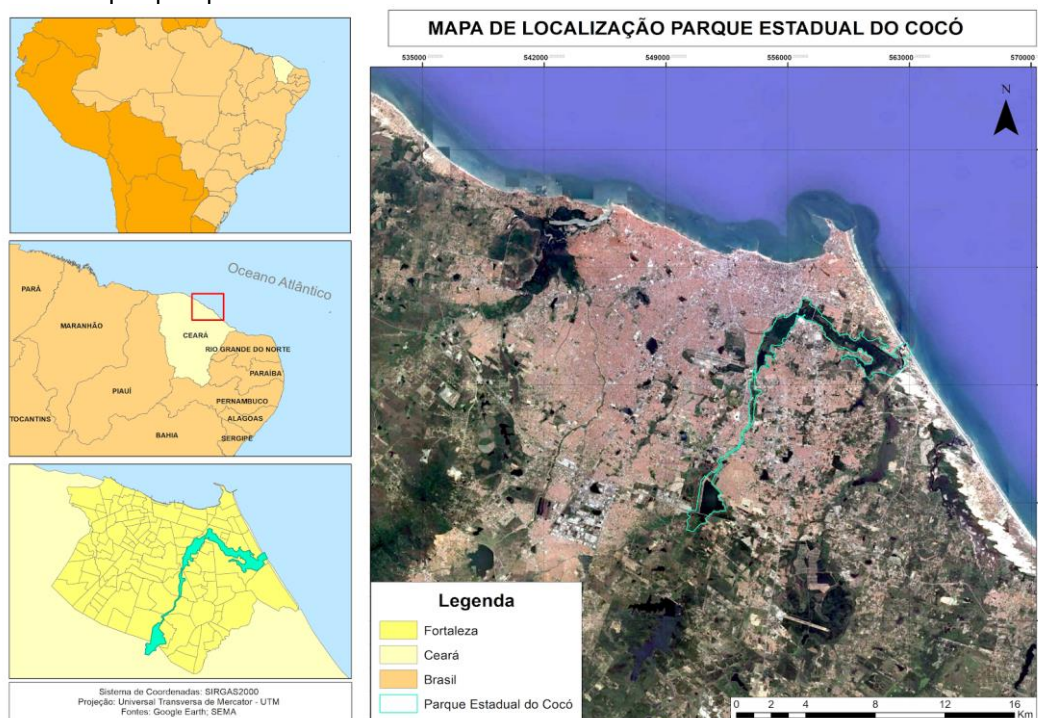 MAPA DE LOCALIZAÇÃO PARQUE ESTADUAL DO COCÓ
535000
542000
549000
556000
563000
570000
N
Oceano Atlântico
PARÁ
MARANHÃO
CEARÁ
RIO GRANDE DO NORTE
PARAÍBA
PIAUÍ
PERNAMBUCO
TOCANTINS
ALAGOAS
BAHIA
SERGIPE
Legenda
Fortaleza
Ceará
Brasil
Parque Estadual do Cocó
Sistema de Coordenadas: SIRGAS2000
Projeção: Universal Transversa de Mercator - UTM
Fontes: Google Earth; SEMA
0 2 4 8 12 16
Km